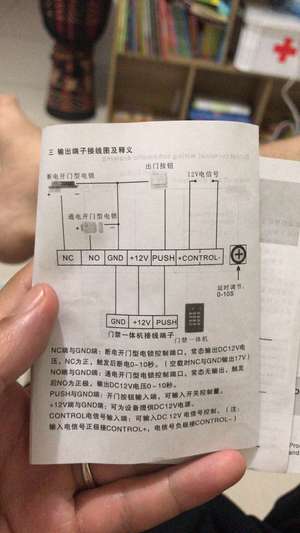 三 输出端子接线图及释义
出门按钮
断电开门型电锁
12V电信号
通电开门型电锁
NC NO GND +12V PUSH +CONTROL-
延时调节
0-10S
GND +12V PUSH
门禁一体机接线端子
门禁一体机
NC端与GND端：断电开门型电锁控制端口，常态输出DC12V电
压，NC为正，触发后断电0-10秒。（空载时NC与GND输出17V）
NO端与GND端：通电开门型电锁控制端口，常态无输出，触发
后NO为正极，输出DC12V电压0-10秒。
PUSH与GND端：开门按钮输入端，可输入开关控制量。
+12V端与GND端：可为设备提供DC12V电源。
CONTROL电信号输入端：可输入DC 12V 电信号控制。（注：
输入电信号正极接CONTROL+，电信号负极接CONTROL-）